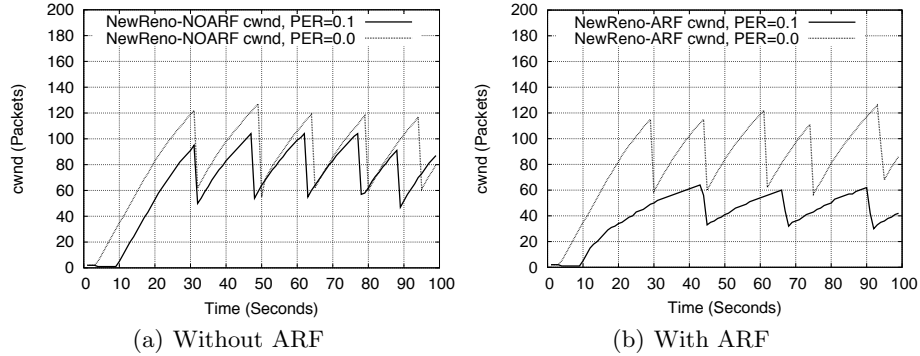 NewReno-NOARF cwnd, PER=0.1
NewReno-NOARF cwnd, PER=0.0
cwnd (Packets)
200
180
160
140
120
100
80
60
40
20
0
0 10 20 30 40 50 60 70 80 90 100
Time (Seconds)
(a) Without ARF
NewReno-ARF cwnd, PER=0.1
NewReno-ARF cwnd, PER=0.0
cwnd (Packets)
200
180
160
140
120
100
80
60
40
20
0
0 10 20 30 40 50 60 70 80 90 100
Time (Seconds)
(b) With ARF